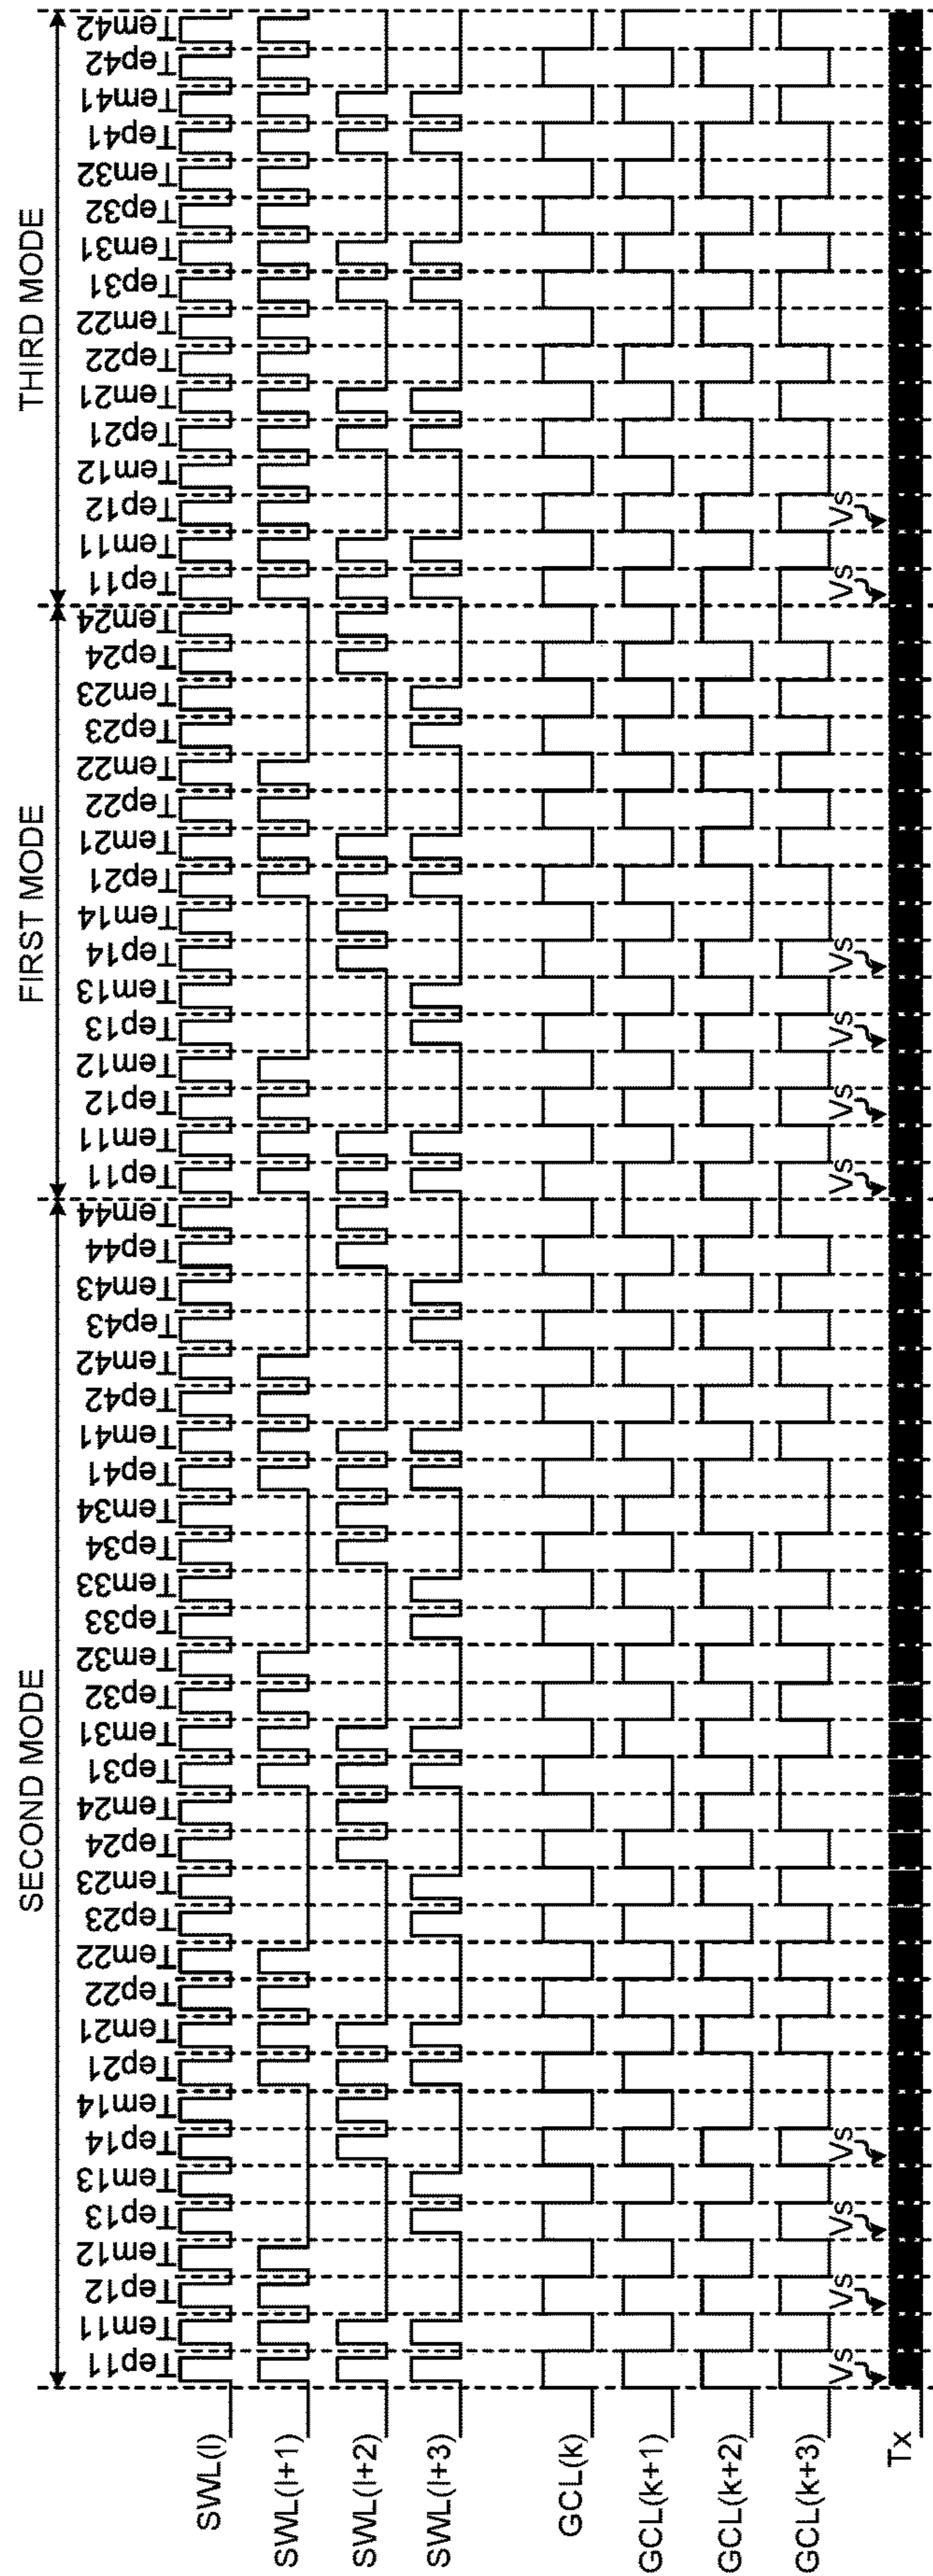 SECOND MODE
FIRST MODE
THIRD MODE
Tep11
Tem11
Tep12
Tem12
Tep13
Tem13
Tep14
Tem14
Tep21
Tem21
Tep22
Tem22
Tep23
Tem23
Tep24
Tem24
Tep31
Tem31
Tep32
Tem32
Tep33
Tem33
Tep34
Tem34
Tep41
Tem41
Tep42
Tem42
Tep43
Tem43
Tep44
Tem44
Tep11
Tem11
Tep12
Tem12
Tep13
Tem13
Tep14
Tem14
Tep21
Tem21
Tep22
Tem22
Tep23
Tem23
Tep24
Tem24
Tep11
Tem11
Tep12
Tem12
Tep21
Tem21
Tep22
Tem22
Tep31
Tem31
Tep32
Tem32
Tep41
Tem41
Tep42
Tem42
SWL(l)
SWL(l+1)
SWL(l+2)
SWL(l+3)
GCL(k)
GCL(k+1)
GCL(k+2)
GCL(k+3)
Vs
Vs
Vs
Vs
Vs
Vs
Vs
Vs
Vs
Vs
Tx